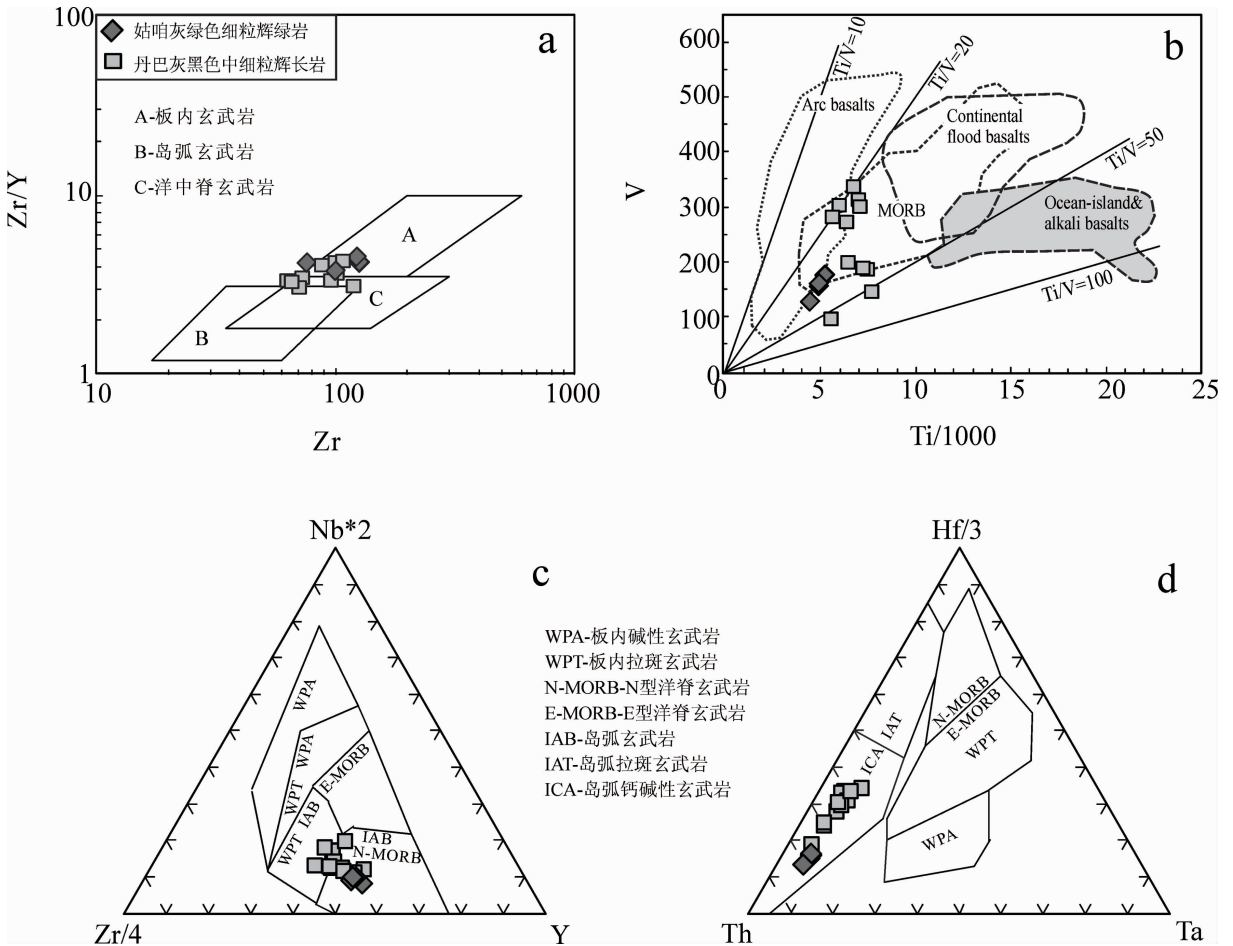 100
10
1
Zr/Y
a
姑咱灰绿色细粒辉绿岩
丹巴灰黑色中细粒辉长岩
A-板内玄武岩
B-岛弧玄武岩
C-洋中脊玄武岩
A
C
B
10
100
1000
Zr
600
500
400
300
200
100
0
V
b
Ti/V=10
Ti/V=20
Arc basalts
Continental
flood basalts
Ti/V=50
MORB
Ocean-island&
alkali basalts
Ti/V=100
0
5
10
15
20
25
Ti/1000
Nb*2
c
WPA
WPA
WPT
E-MORB
IAB
WPT
IAB
N-MORB
Zr/4
Y
WPA-板内碱性玄武岩
WPT-板内拉斑玄武岩
N-MORB-N型洋脊玄武岩
E-MORB-E型洋脊玄武岩
IAB-岛弧玄武岩
IAT-岛弧拉斑玄武岩
ICA-岛弧钙碱性玄武岩
Hf/3
d
N-MORB
E-MORB
WPT
IAT
ICA
WPA
Th
Ta